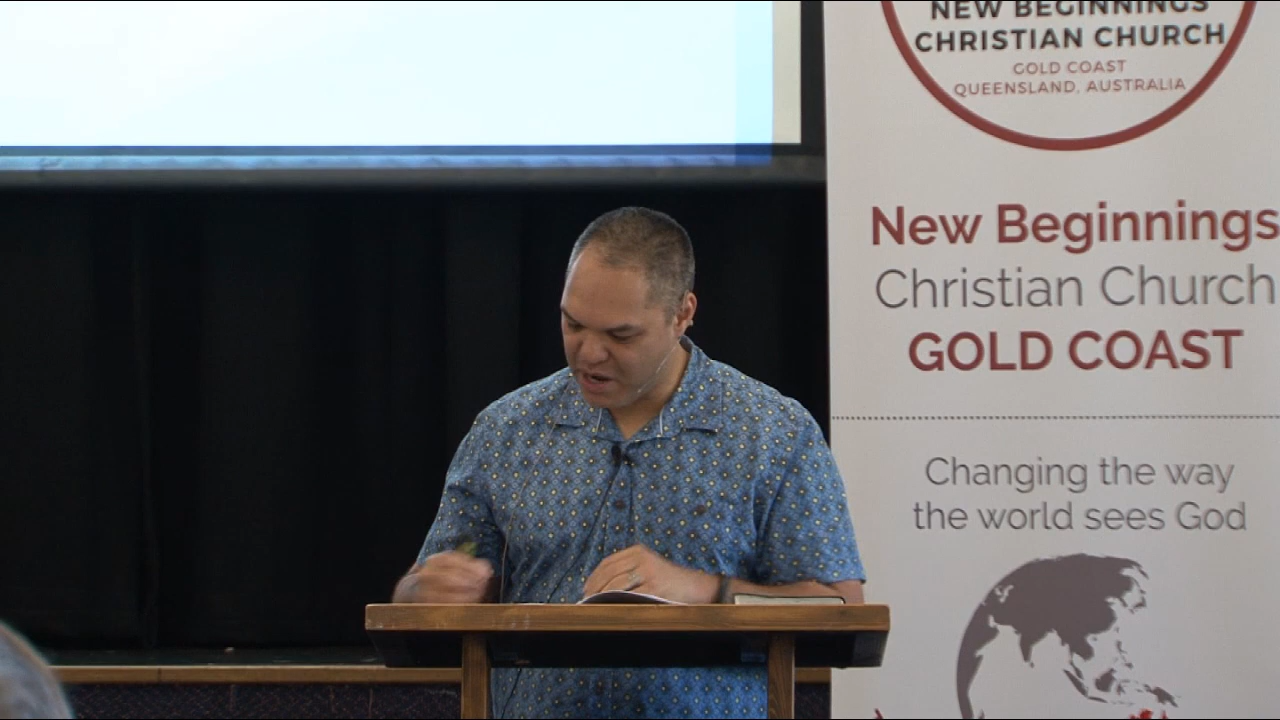 NEW BEGINNINGS
CHRISTIAN CHURCH
GOLD COAST
QUEENSLAND, AUSTRALIA
New Beginnings
Christian Church
GOLD COAST
Changing the way
the world sees God